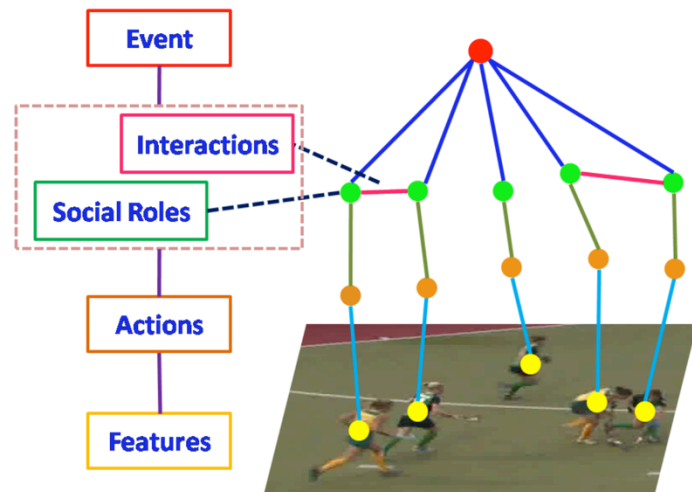 Event
Interactions
Social Roles
Actions
Features